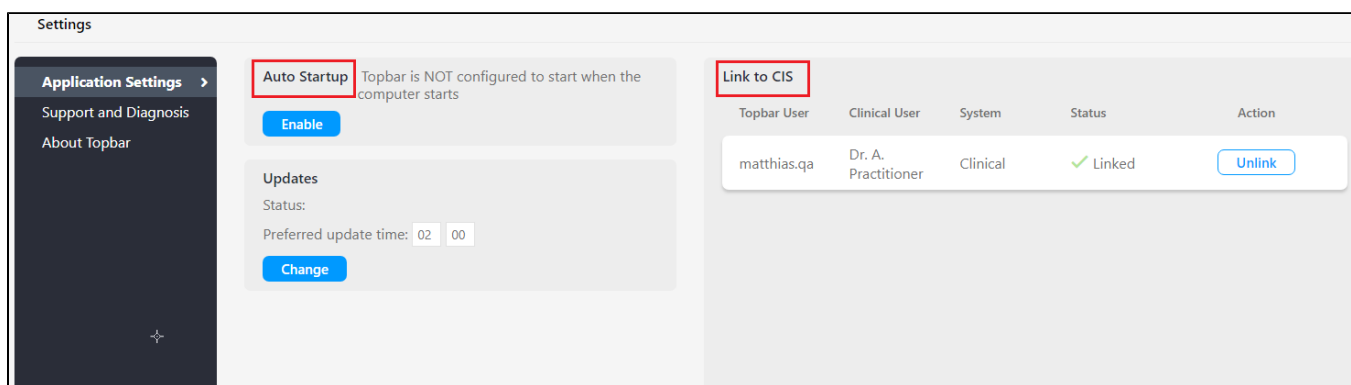 Settings
Application Settings
Support and Diagnosis
About Topbar
Auto Startup Topbar is NOT configured to start when the
computer starts
Enable
Updates
Status:
Preferred update time: 02 00
Change
Link to CIS
Topbar User Clinical User System Status Action
matthias.qa Dr. A. Clinical Linked Unlink
Practitioner